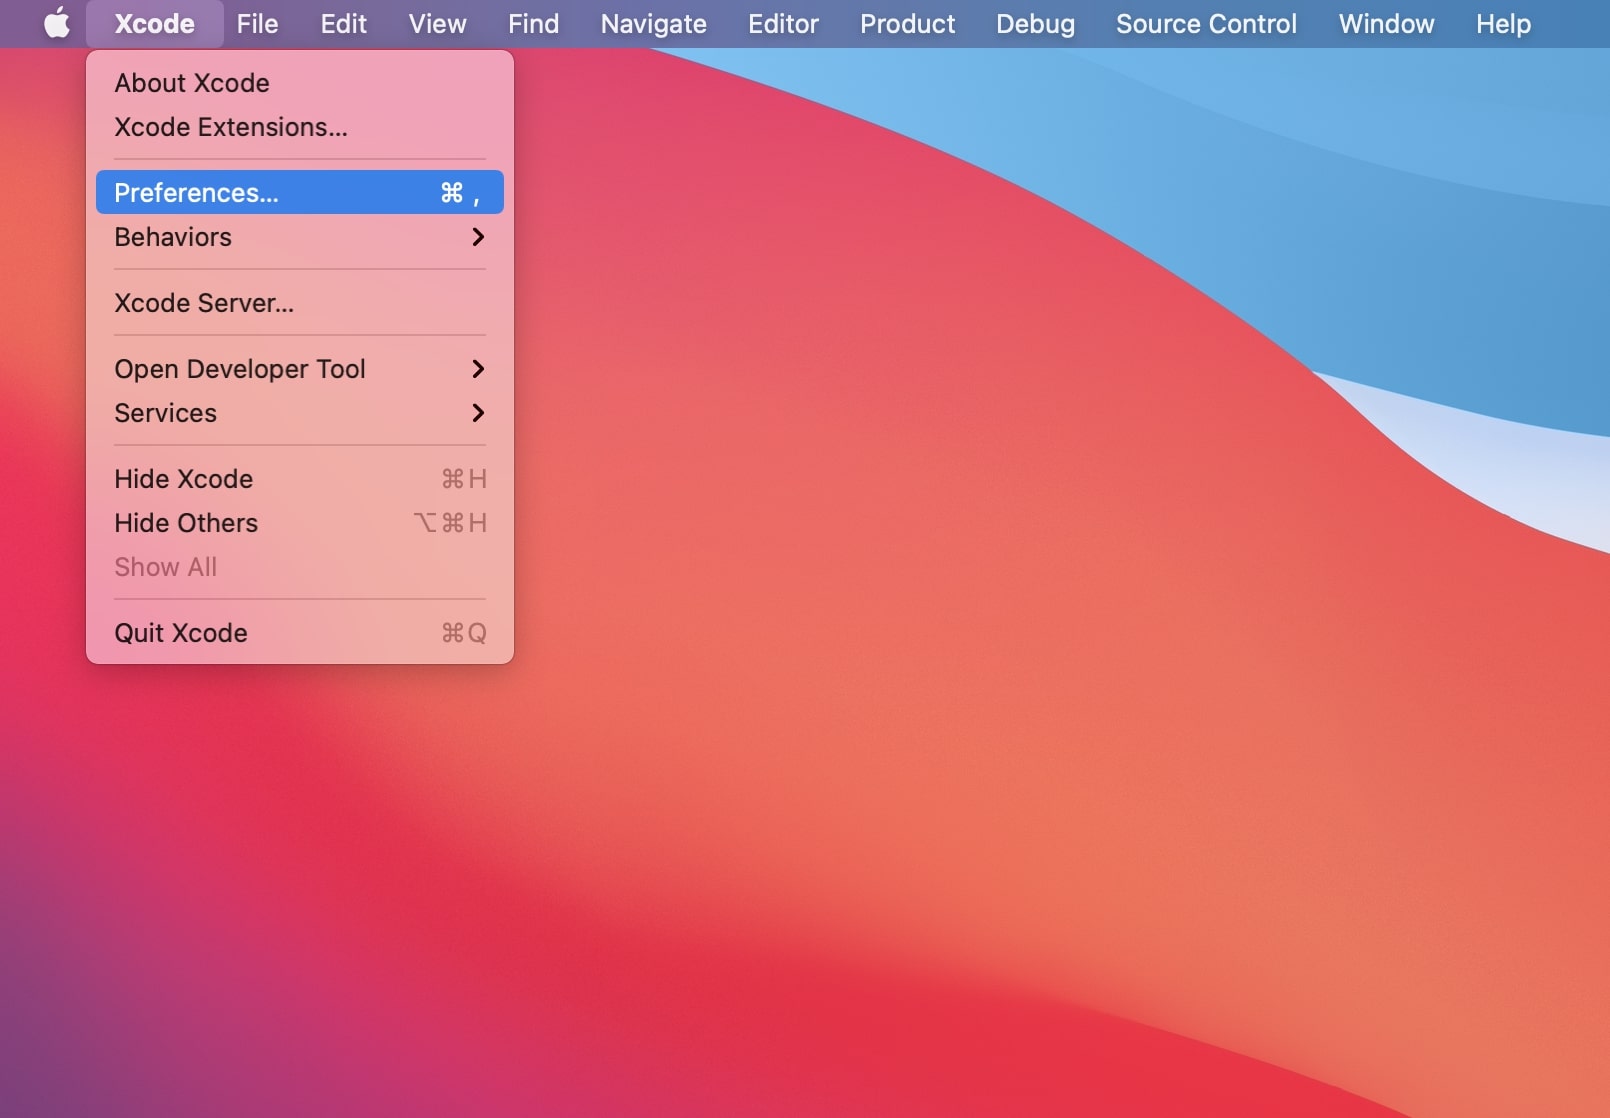 Xcode File Edit View Find Navigate Editor Product Debug Source Control Window Help
About Xcode
Xcode Extensions...
Preferences... ⌘ ,
Behaviors
Xcode Server...
Open Developer Tool
Services
Hide Xcode ⌘H
Hide Others ⌥⌘H
Show All
Quit Xcode ⌘Q